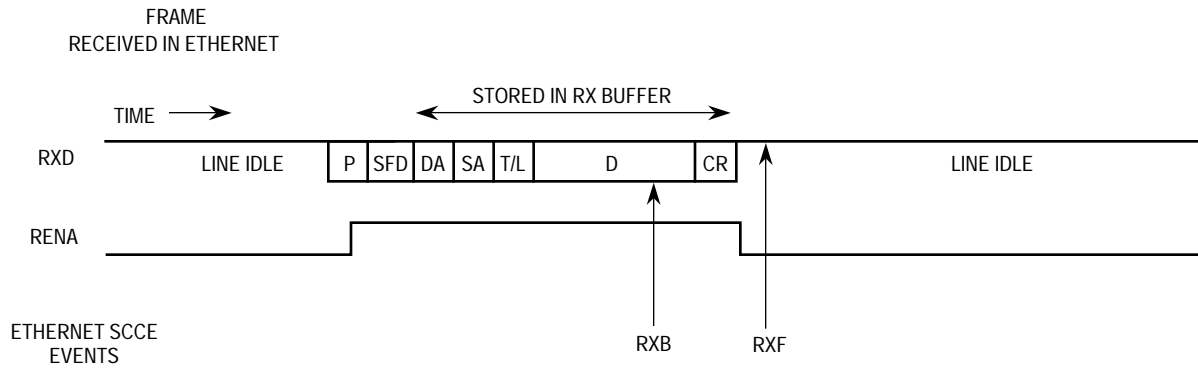 FRAME
RECEIVED IN ETHERNET
STORED IN RX BUFFER
TIME
RXD
LINE IDLE
P
SFD
DA
SA
T/L
D
CR
LINE IDLE
RENA
ETHERNET SCCE
EVENTS
RXB
RXF